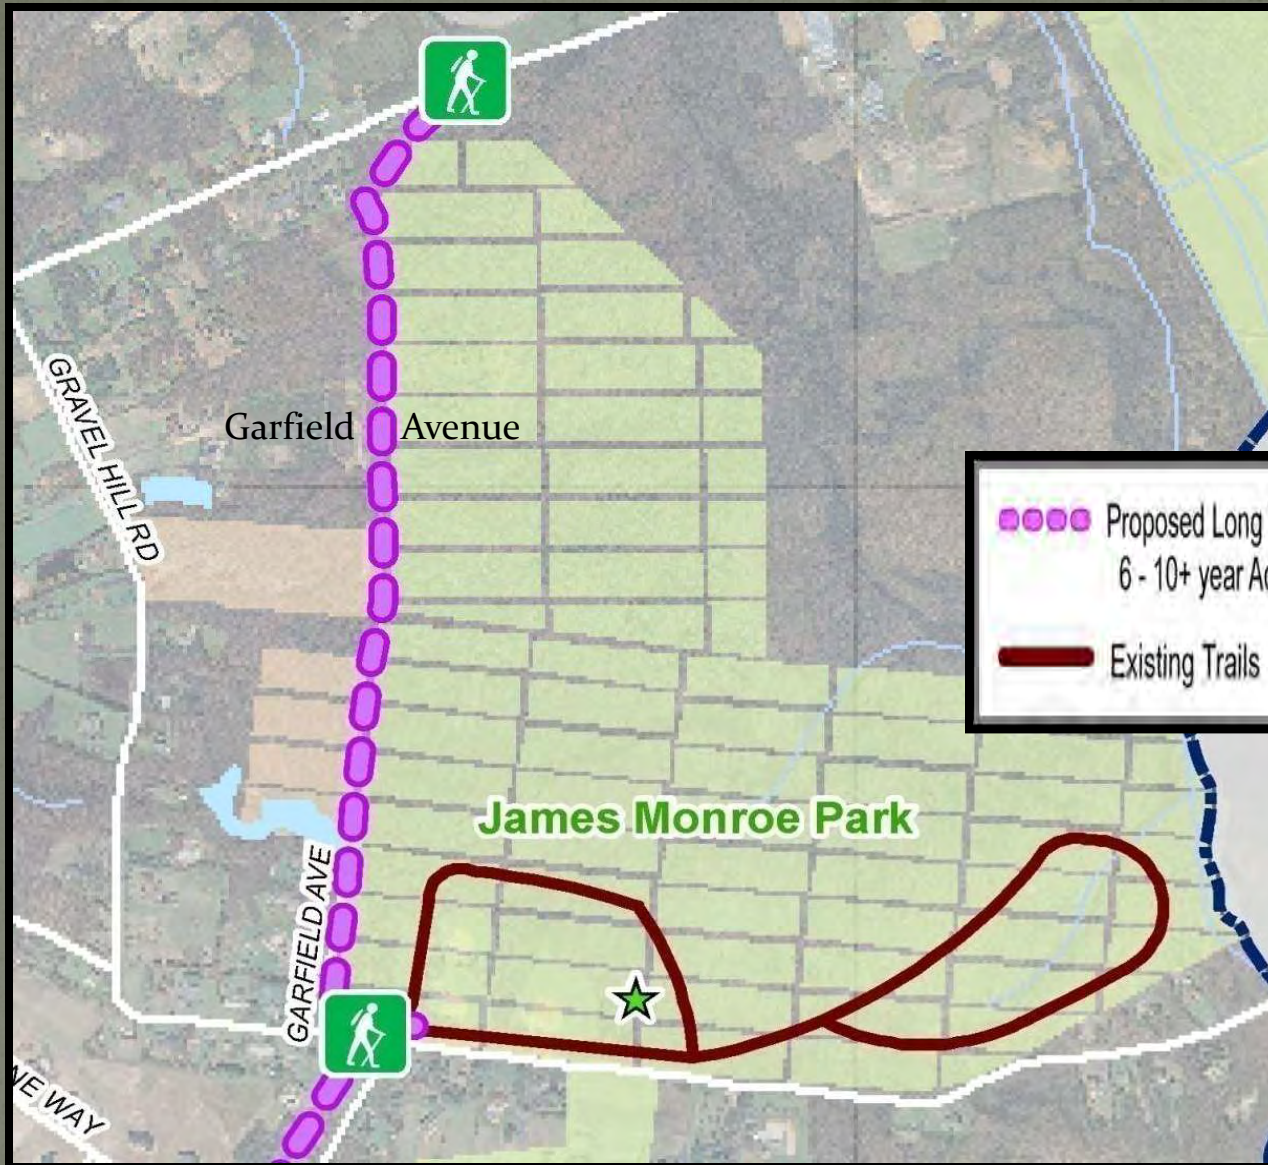 GRAVEL HILL RD
Garfield Avenue
Proposed Long
6 - 10+ year
Existing Trails
James Monroe Park
GARFIELD AVE
WAY